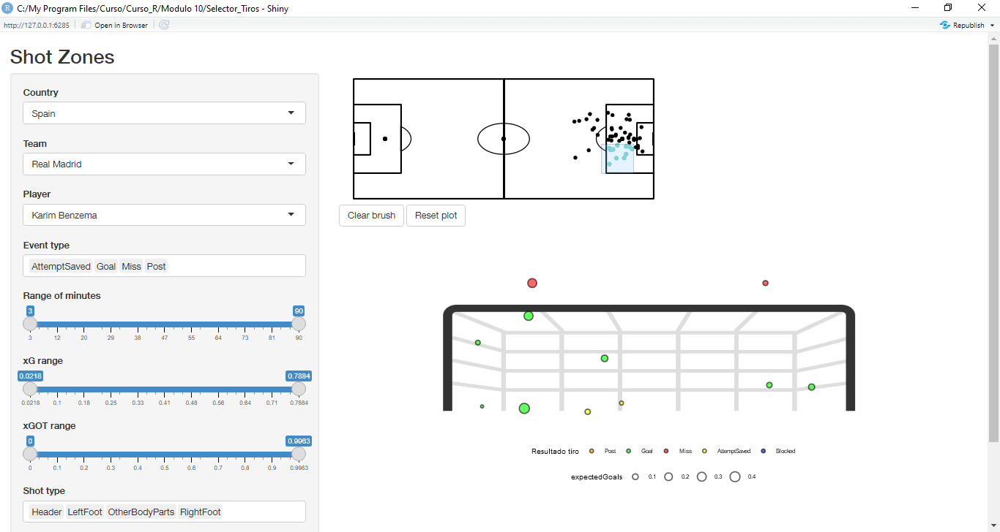 C:/My Program Files/Curso/Curso_R/Modulo 10/Selector_Tiros - Shiny
http://127.0.0.1:6285 Open in Browser Republish
Shot Zones
Country
Spain
Team
Real Madrid
Player
Karim Benzema
Event type
AttemptSaved Goal Miss Post
Range of minutes
3 90
3 12 20 29 38 47 55 64 73 81 90
xG range
0.0218 0.7884
0.0218 0.1 0.18 0.25 0.33 0.41 0.48 0.56 0.64 0.71 0.7884
xGOT range
0 0.9963
0 0.1 0.2 0.3 0.4 0.5 0.6 0.7 0.8 0.9 0.9963
Shot type
Header LeftFoot OtherBodyParts RightFoot
Clear brush Reset plot
Resultado tiro Post Goal Miss AttemptSaved Blocked
expectedGoals 0.1 0.2 0.3 0.4